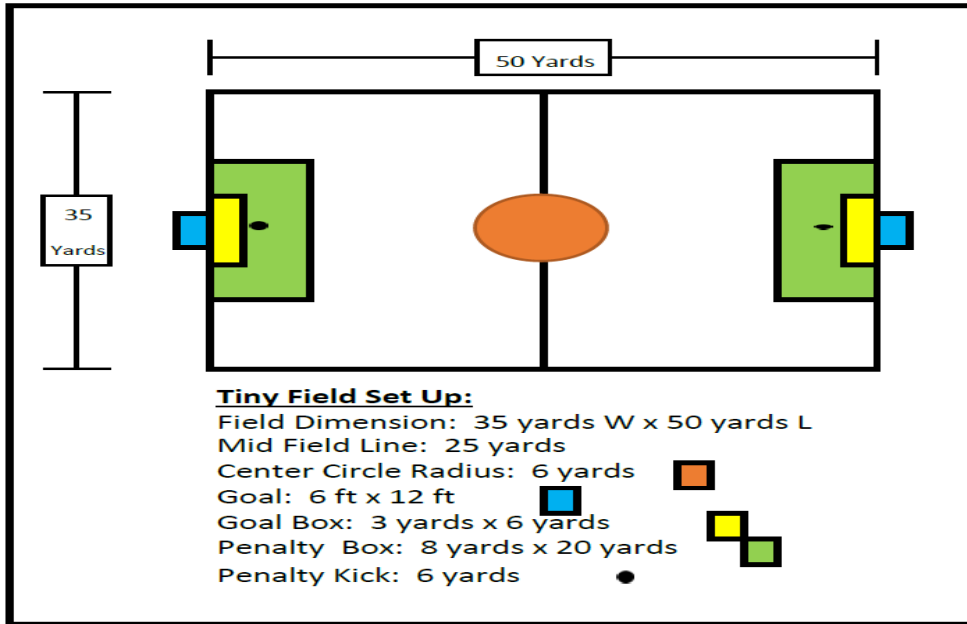 50 Yards
35
Yards
Tiny Field Set Up:
Field Dimension: 35 yards W x 50 yards L
Mid Field Line: 25 yards
Center Circle Radius: 6 yards
Goal: 6 ft x 12 ft
Goal Box: 3 yards x 6 yards
Penalty Box: 8 yards x 20 yards
Penalty Kick: 6 yards